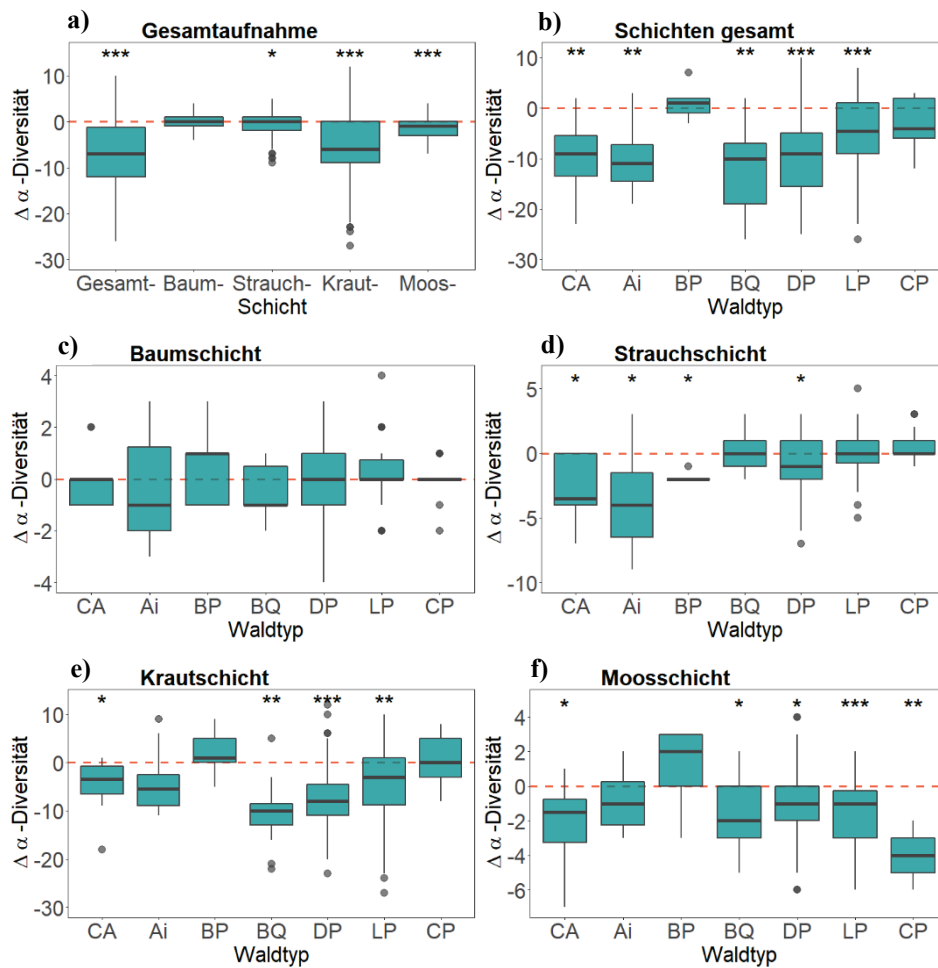 a) Gesamtaufnahme
*** * *** ***
10
0
-10
-20
-30
Δ α -Diversität
Gesamt- Baum- Strauch- Kraut- Moos-
Schicht
b) Schichten gesamt
** ** ** *** ***
10
0
-10
-20
-30
Δ α -Diversität
CA Ai BP BQ DP LP CP
Waldtyp
c) Baumschicht
4
2
0
-2
-4
Δ α -Diversität
CA Ai BP BQ DP LP CP
Waldtyp
d) Strauchschicht
* * * *
5
0
-5
-10
Δ α -Diversität
CA Ai BP BQ DP LP CP
Waldtyp
e) Krautschicht
* ** *** **
10
0
-10
-20
-30
Δ α -Diversität
CA Ai BP BQ DP LP CP
Waldtyp
f) Moosschicht
* * * *** **
4
2
0
-2
-4
-6
Δ α -Diversität
CA Ai BP BQ DP LP CP
Waldtyp